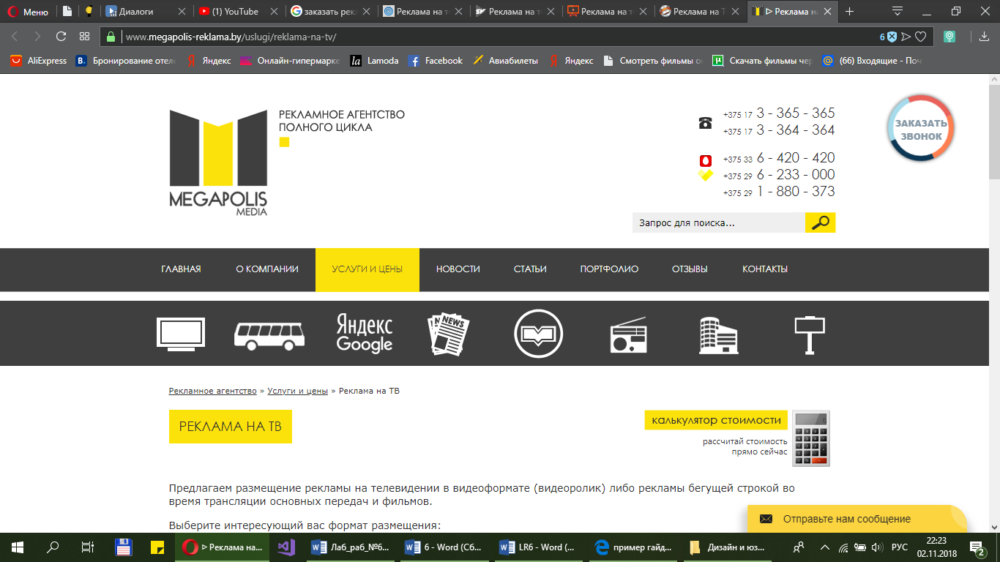 Меню
Диалоги
(1) YouTube
заказать рекл
Реклама на т
Реклама на т
Реклама на т
Реклама на Т
Реклама на
www.megapolis-reklama.by/uslugi/reklama-na-tv/
6
AliExpress
Бронирование отеле
Яндекс
Онлайн-гипермарке
Lamoda
Facebook
Авиабилеты
Яндекс
Смотреть фильмы о
Скачать фильмы чер
(66) Входящие - Поч
РЕКЛАМНОЕ АГЕНТСТВО
ПОЛНОГО ЦИКЛА
MEGAPOLIS
MEDIA
+375 17 3 - 365 - 365
+375 17 3 - 364 - 364
+375 33 6 - 420 - 420
+375 29 6 - 233 - 000
+375 29 1 - 880 - 373
ЗАКАЗАТЬ
ЗВОНОК
Запрос для поиска...
ГЛАВНАЯ
О КОМПАНИИ
УСЛУГИ И ЦЕНЫ
НОВОСТИ
СТАТЬИ
ПОРТФОЛИО
ОТЗЫВЫ
КОНТАКТЫ
Яндекс
Google
NEWS
Рекламное агентство » Услуги и цены » Реклама на ТВ
РЕКЛАМА НА ТВ
калькулятор стоимости
рассчитай стоимость
прямо сейчас
Предлагаем размещение рекламы на телевидении в видеоформате (видеоролик) либо рекламы бегущей строкой во
время трансляции основных передач и фильмов.
Выберите интересующий вас формат размещения:
Отправьте нам сообщение
Реклама на...
Лаб_раб_№6...
6 - Word (Сб...
LR6 - Word (...
пример гайд...
Дизайн и юз...
РУС
22:23
02.11.2018
2